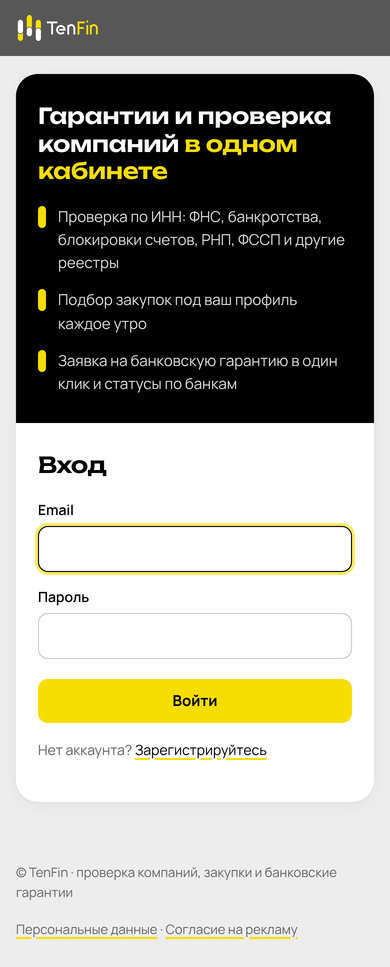 TenFin
Гарантии и проверка
компаний в одном
кабинете
Проверка по ИНН: ФНС, банкротства,
блокировки счетов, РНП, ФССП и другие
реестры
Подбор закупок под ваш профиль
каждое утро
Заявка на банковскую гарантию в один
клик и статусы по банкам
Вход
Email
Пароль
Войти
Нет аккаунта? Зарегистрируйтесь
© TenFin · проверка компаний, закупки и банковские
гарантии
Персональные данные · Согласие на рекламу